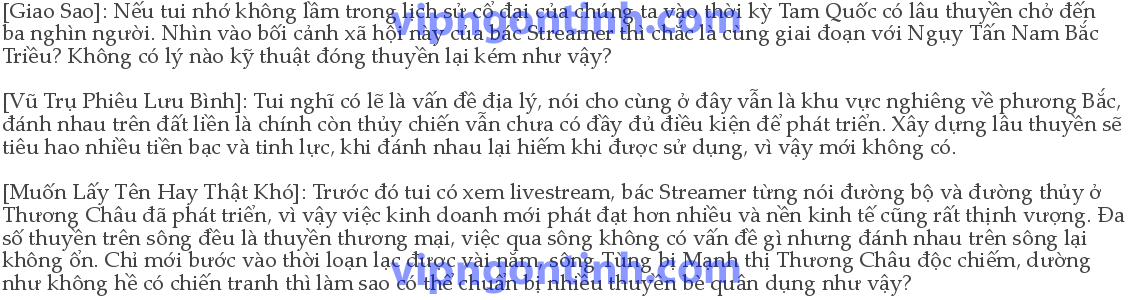 [Giao Sao]: Nếu tui nhớ không lầm trong lịch sử cổ đại của chúng ta vào thời kỳ Tam Quốc có lâu thuyền chở đến
ba nghìn người. Nhìn vào bối cảnh xã hội này của bác Streamer thì chắc là cùng giai đoạn với Ngụy Tấn Nam Bắc
Triều? Không có lý nào kỹ thuật đóng thuyền lại kém như vậy?
vipngontinh.com
[Vũ Trụ Phiêu Lưu Bình]: Tui nghĩ có lẽ là vấn đề địa lý, nói cho cùng ở đây vẫn là khu vực nghiêng về phương Bắc,
đánh nhau trên đất liền là chính còn thủy chiến vẫn chưa có đầy đủ điều kiện để phát triển. Xây dựng lâu thuyền sẽ
tiêu hao nhiều tiền bạc và tinh lực, khi đánh nhau lại hiếm khi được sử dụng, vì vậy mới không có.
[Muốn Lấy Tên Hay Thật Khó]: Trước đó tui có xem livestream, bác Streamer từng nói đường bộ và đường thủy ở
Thương Châu đã phát triển, vì vậy việc kinh doanh mới phát đạt hơn nhiều và nền kinh tế cũng rất thịnh vượng. Đa
số thuyền trên sông đều là thuyền thương mại, việc qua sông không có vấn đề gì nhưng đánh nhau trên sông lại
không ổn. Chỉ mới bước vào thời loạn lạc được vài năm, sông Tùng bị Mạnh thị Thương Châu độc chiếm, dường
như không hề có chiến tranh thì làm sao có thể chuẩn bị nhiều thuyền bè quân dụng như vậy?
vipngontinh.com